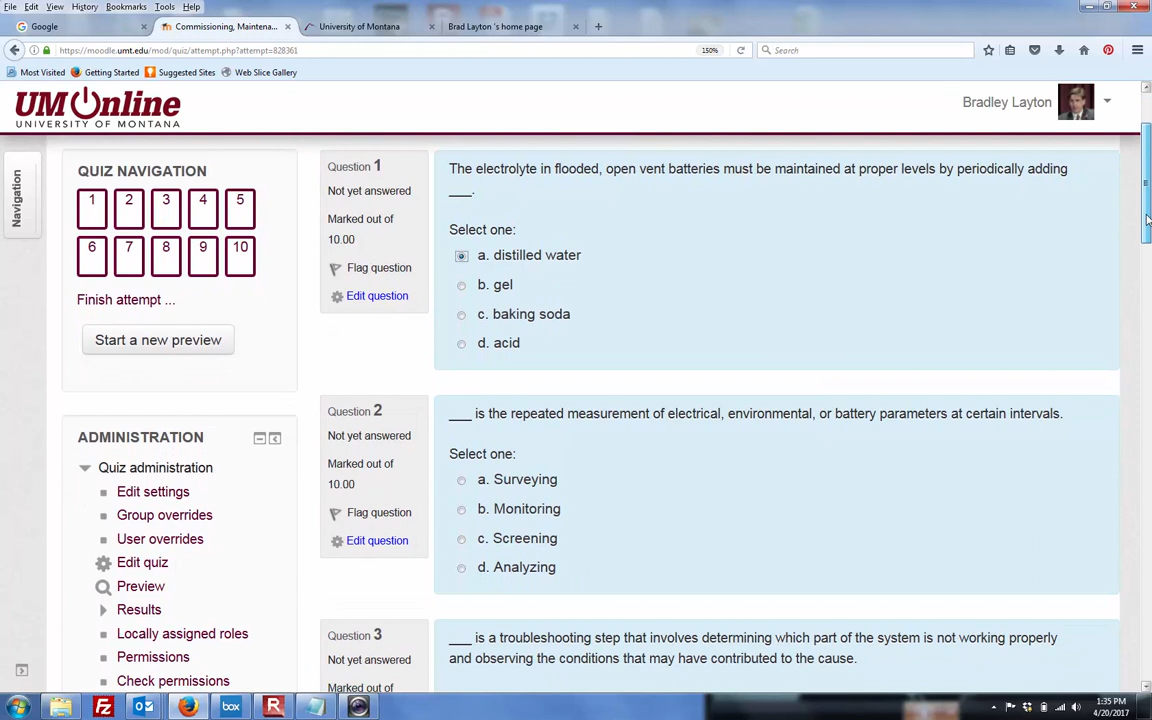 File Edit View History Bookmarks Tools Help
Google
Commissioning, Maintena...
University of Montana
Brad Layton 's home page
https://moodle.umt.edu/mod/quiz/attempt.php?attempt=828361
150%
Search
Most Visited Getting Started Suggested Sites Web Slice Gallery
UMOnline
UNIVERSITY OF MONTANA
Bradley Layton
Navigation
QUIZ NAVIGATION
1 2 3 4 5
6 7 8 9 10
Finish attempt ...
Start a new preview
ADMINISTRATION
Quiz administration
Edit settings
Group overrides
User overrides
Edit quiz
Preview
Results
Locally assigned roles
Permissions
Check permissions
Question 1
Not yet answered
Marked out of
10.00
Flag question
Edit question
The electrolyte in flooded, open vent batteries must be maintained at proper levels by periodically adding
___.
Select one:
a. distilled water
b. gel
c. baking soda
d. acid
Question 2
Not yet answered
Marked out of
10.00
Flag question
Edit question
___ is the repeated measurement of electrical, environmental, or battery parameters at certain intervals.
Select one:
a. Surveying
b. Monitoring
c. Screening
d. Analyzing
Question 3
Not yet answered
Marked out of
___ is a troubleshooting step that involves determining which part of the system is not working properly
and observing the conditions that may have contributed to the cause.
box
1:35 PM
4/20/2017